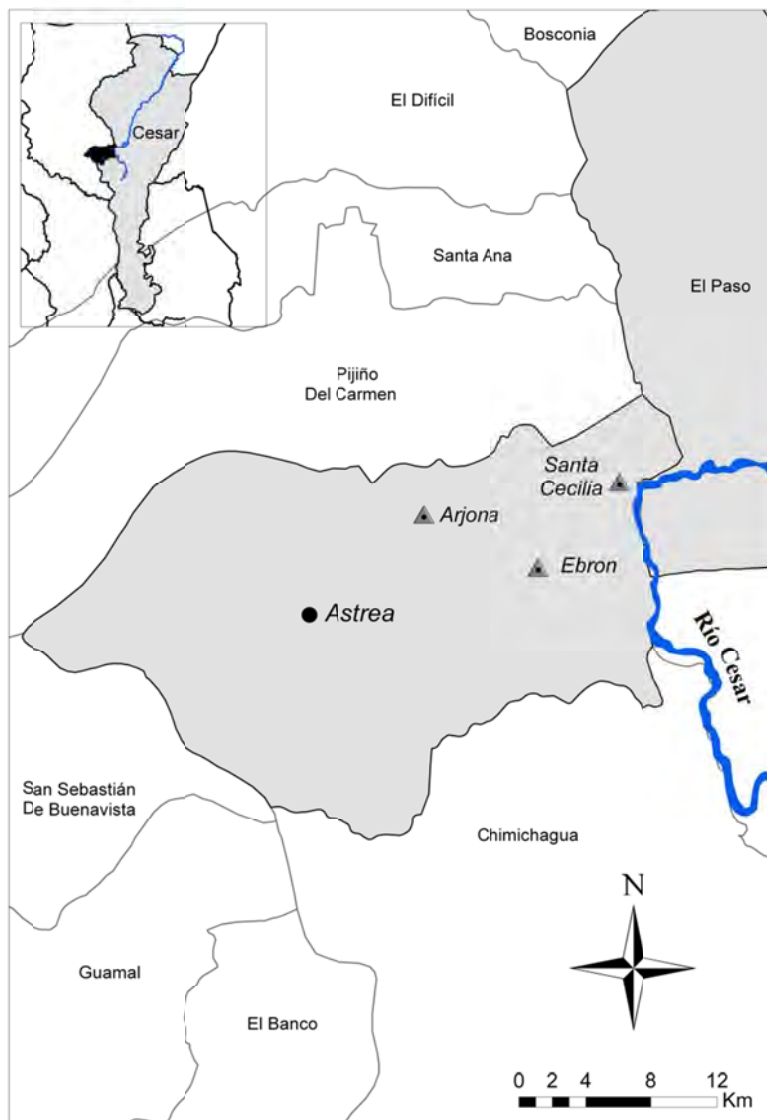 Bosconia
El Difícil
Cesar
Santa Ana
El Paso
Pijiño
Del Carmen
Santa
Cecilia
Arjona
Ebron
Astrea
Río Cesar
San Sebastián
De Buenavista
Chimichagua
N
Guamal
El Banco
0 2 4 8 12
Km